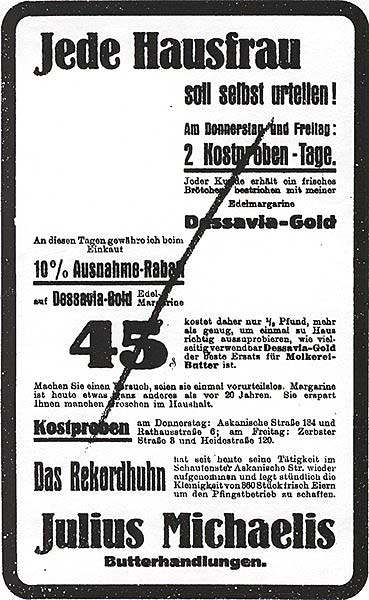 Jede Hausfrau
soll selbst urteilen!
Am Donnerstag und Freitag:
2 Kostproben-Tage.
Jeder Kunde erhält ein frisches
Brötchen bestrichen mit meiner
Edelmargarine
Dessavia-Gold
An diesen Tagen gewähre ich beim
Einkauf
10% Ausnahme-Rabatt
auf Dessavia-Gold Edel-
Margarine
45
kostet daher nur ½ Pfund, mehr
als genug, um einmal zu Haus
richtig auszuprobieren, wie viel-
seitig verwendbar Dessavia-Gold
der beste Ersatz für Molkerei-
Butter ist.
Machen Sie einen Versuch, seien sie einmal vorurteilslos. Margarine
ist heute etwas ganz anderes als vor 20 Jahren. Sie erspart
Ihnen manchen Groschen im Haushalt.
Kostproben am Donnerstag: Askanische Straße 134 und
Rathausstraße 6; am Freitag: Zerbster
Straße 8 und Heidestraße 120.
Das Rekordhuhn
hat seit heute seine Tätigkeit im
Schaufenster Askanische Str. wieder
aufgenommen und legt stündlich die
Kleinigkeit von 360 Stück frisch Eiern
um den Pfingstbetrieb zu schaffen.
Julius Michaelis
Butterhandlungen.